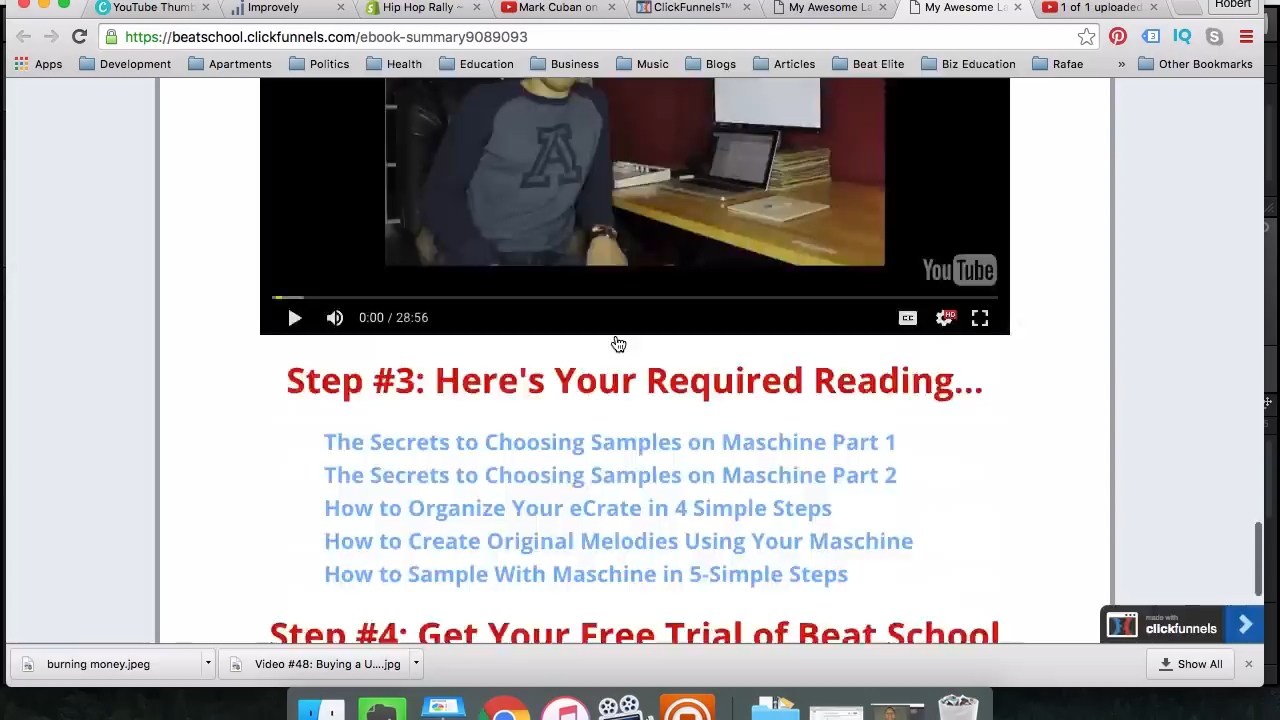 YouTube Thumb
Improvely
Hip Hop Rally ~
Mark Cuban on
ClickFunnels™
My Awesome La
My Awesome La
1 of 1 uploaded
Robert
https://beatschool.clickfunnels.com/ebook-summary9089093
Apps
Development
Apartments
Politics
Health
Education
Business
Music
Blogs
Articles
Beat Elite
Biz Education
Rafae
»
Other Bookmarks
A
YouTube
0:00 / 28:56
CC
HD
Step #3: Here's Your Required Reading...
The Secrets to Choosing Samples on Maschine Part 1
The Secrets to Choosing Samples on Maschine Part 2
How to Organize Your eCrate in 4 Simple Steps
How to Create Original Melodies Using Your Maschine
How to Sample With Maschine in 5-Simple Steps
made with
clickfunnels
Step #4: Get Your Free Trial of Beat School
burning money.jpeg
Video #48: Buying a U....jpg
Show All